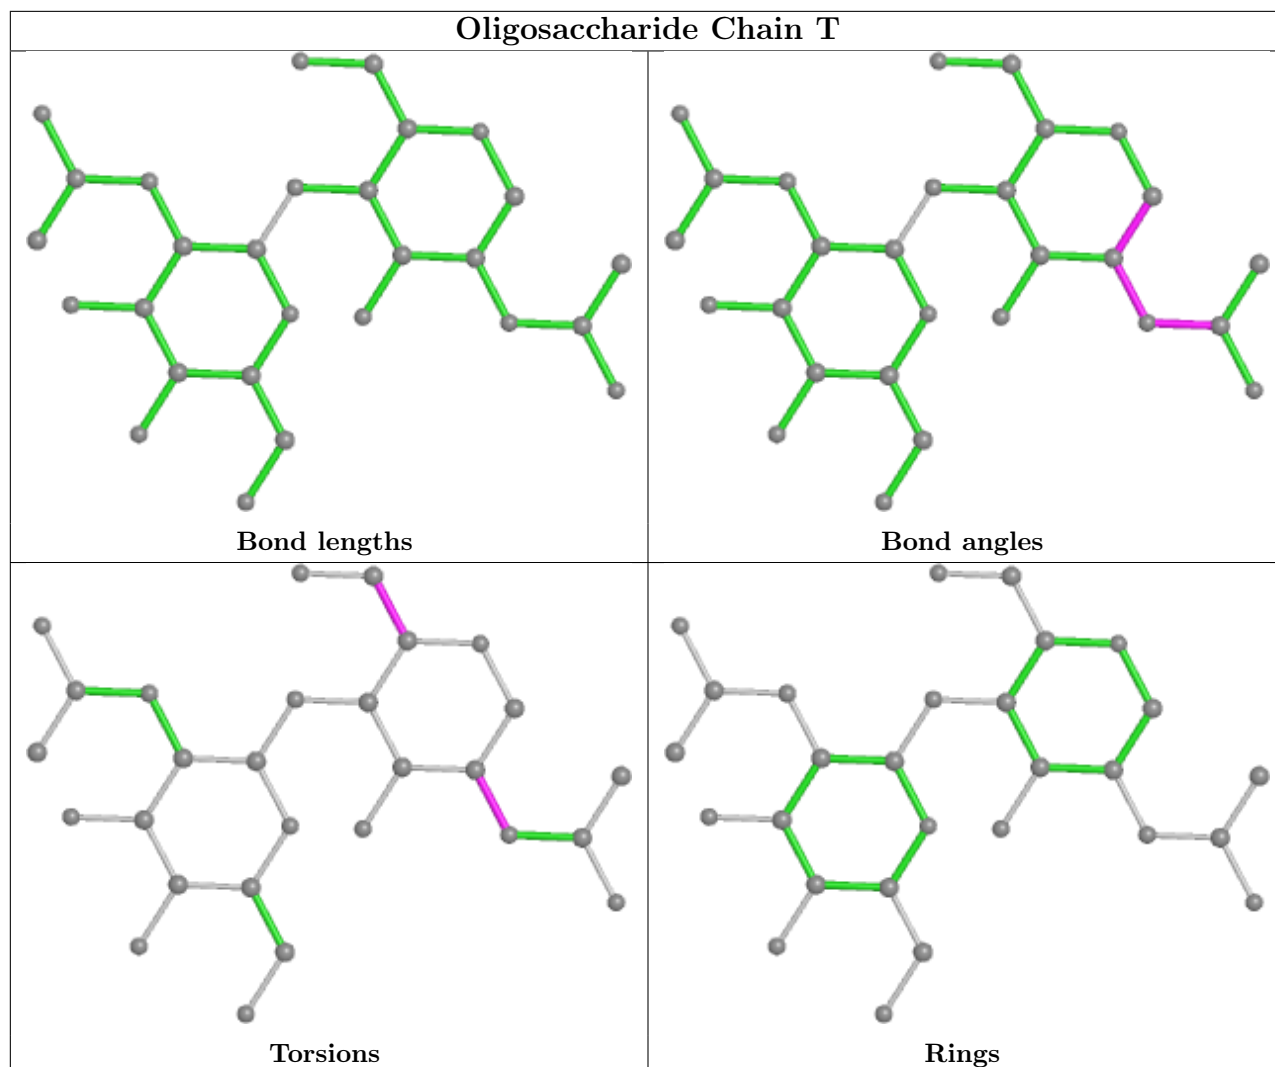 Oligosaccharide Chain T
Bond lengths
Bond angles
Torsions
Rings